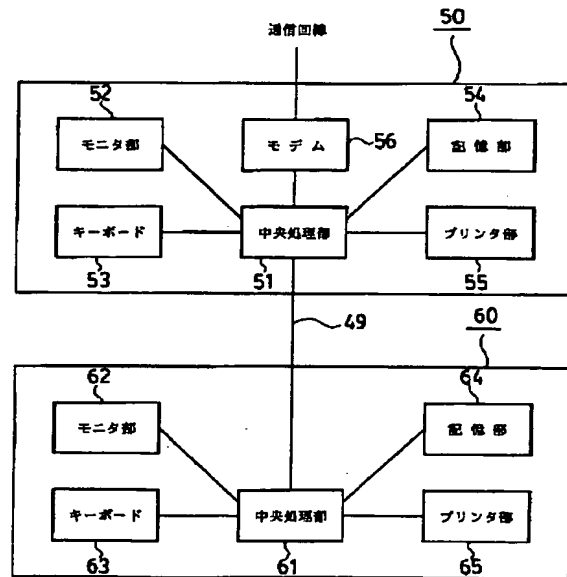 通信回線
50
52
54
モニタ部
モデム
56
記憶部
キーボード
中央処理部
プリンタ部
53
51
55
49
60
62
64
モニタ部
記憶部
キーボード
中央処理部
プリンタ部
63
61
65